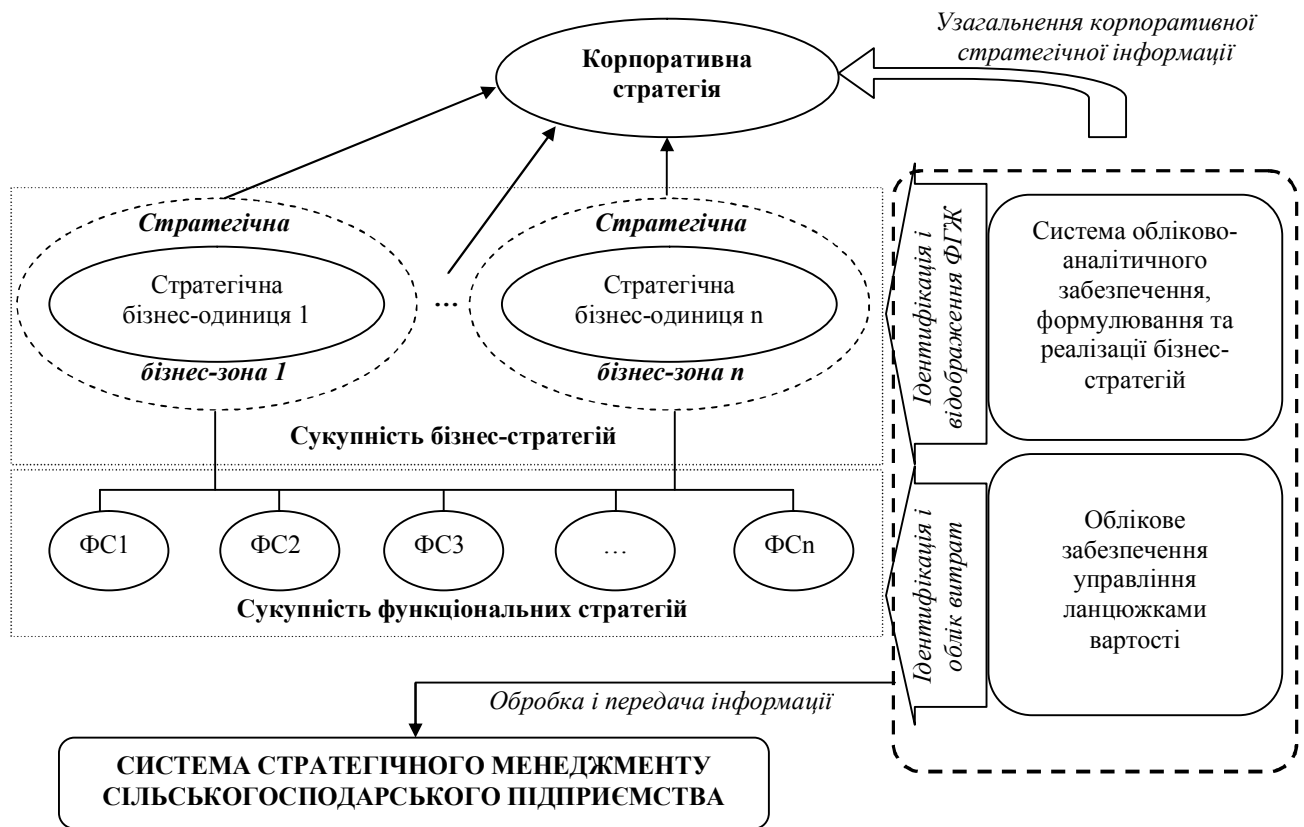 Узагальнення корпоративної
стратегічної інформації
Корпоративна
стратегія
Стратегічна
Стратегічна
бізнес-одиниця 1
бізнес-зона 1
...
Стратегічна
Стратегічна
бізнес-одиниця n
бізнес-зона n
Сукупність бізнес-стратегій
Ідентифікація і
відображення ФГЖ
Система обліково-
аналітичного
забезпечення,
формулювання та
реалізації бізнес-
стратегій
ФС1
ФС2
ФС3
...
ФСn
Сукупність функціональних стратегій
Ідентифікація і
облік витрат
Облікове
забезпечення
управління
ланцюжками
вартості
Обробка і передача інформації
СИСТЕМА СТРАТЕГІЧНОГО МЕНЕДЖМЕНТУ
СІЛЬСЬКОГОСПОДАРСЬКОГО ПІДПРИЄМСТВА